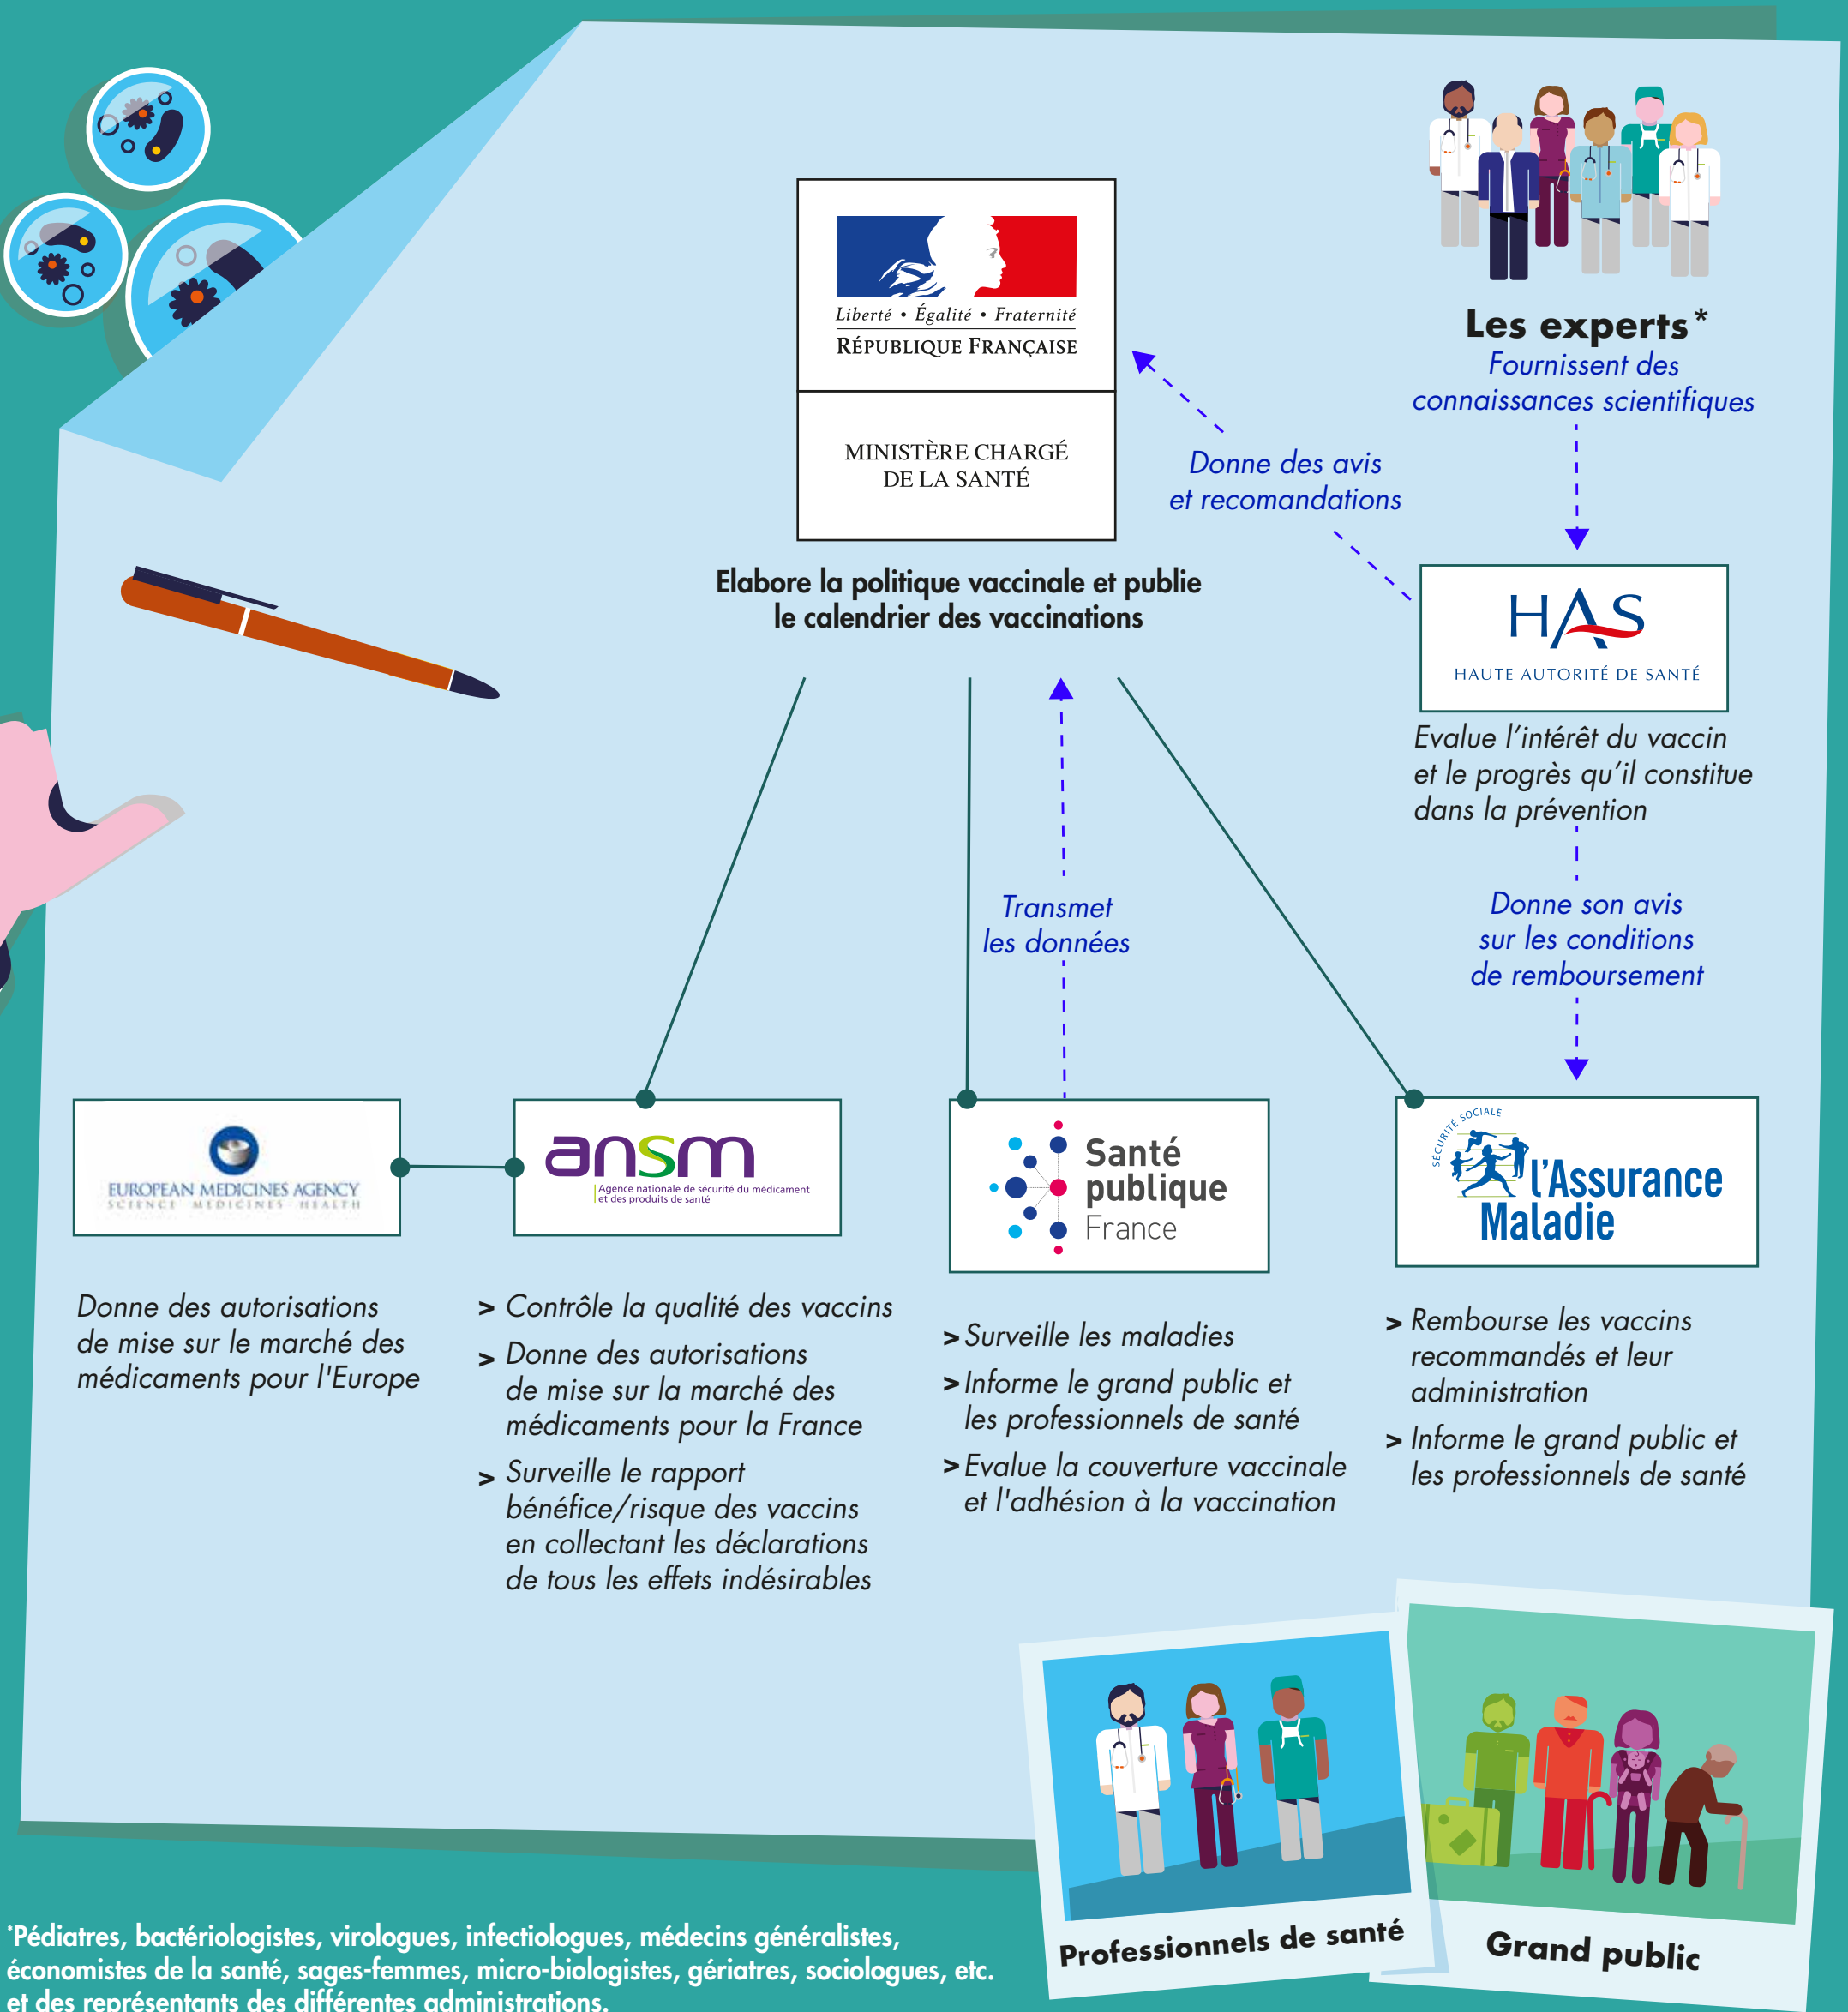 Liberté • Égalité • Fraternité
RÉPUBLIQUE FRANÇAISE
MINISTÈRE CHARGÉ
DE LA SANTÉ
Elabore la politique vaccinale et publie
le calendrier des vaccinations
Les experts*
Fournissent des
connaissances scientifiques
Donne des avis
et recomandations
HAS
HAUTE AUTORITÉ DE SANTÉ
Evalue l’intérêt du vaccin
et le progrès qu’il constitue
dans la prévention
Transmet
les données
Donne son avis
sur les conditions
de remboursement
EUROPEAN MEDICINES AGENCY
SCIENCE MEDICINES HEALTH
Donne des autorisations
de mise sur le marché des
médicaments pour l'Europe
ansm
Agence nationale de sécurité du médicament
et des produits de santé
> Contrôle la qualité des vaccins
> Donne des autorisations
de mise sur la marché des
médicaments pour la France
> Surveille le rapport
bénéfice/risque des vaccins
en collectant les déclarations
de tous les effets indésirables
Santé
publique
France
> Surveille les maladies
> Informe le grand public et
les professionnels de santé
> Evalue la couverture vaccinale
et l'adhésion à la vaccination
SÉCURITÉ SOCIALE
l'Assurance
Maladie
> Rembourse les vaccins
recommandés et leur
administration
> Informe le grand public et
les professionnels de santé
Professionnels de santé
Grand public
*Pédiatres, bactériologistes, virologues, infectiologues, médecins généralistes,
économistes de la santé, sages-femmes, micro-biologistes, gériatres, sociologues, etc.
et des représentants des différentes administrations.